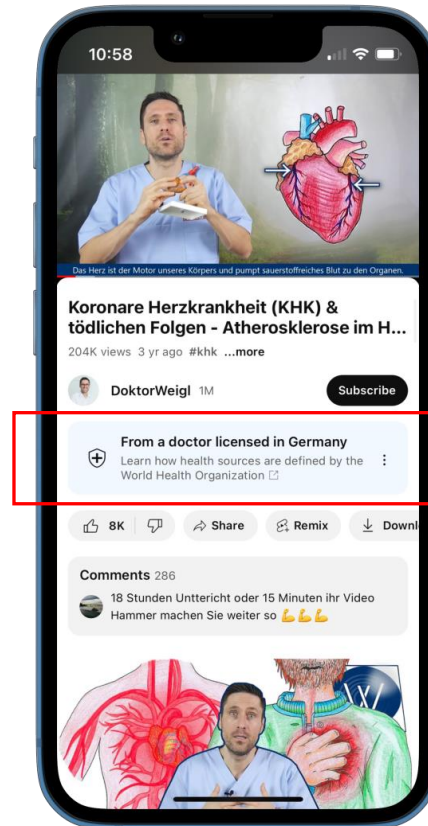 10:58
Das Herz ist der Motor unseres Körpers und pumpt sauerstoffreiches Blut zu den Organen.
Koronare Herzkrankheit (KHK) &
tödlichen Folgen - Atherosklerose im H...
204K views 3 yr ago #khk ...more
DoktorWeigl 1M
Subscribe
From a doctor licensed in Germany
Learn how health sources are defined by the
World Health Organization
8K
Share
Remix
Downl
Comments 286
18 Stunden Unttericht oder 15 Minuten ihr Video
Hammer machen Sie weiter so 💪💪💪